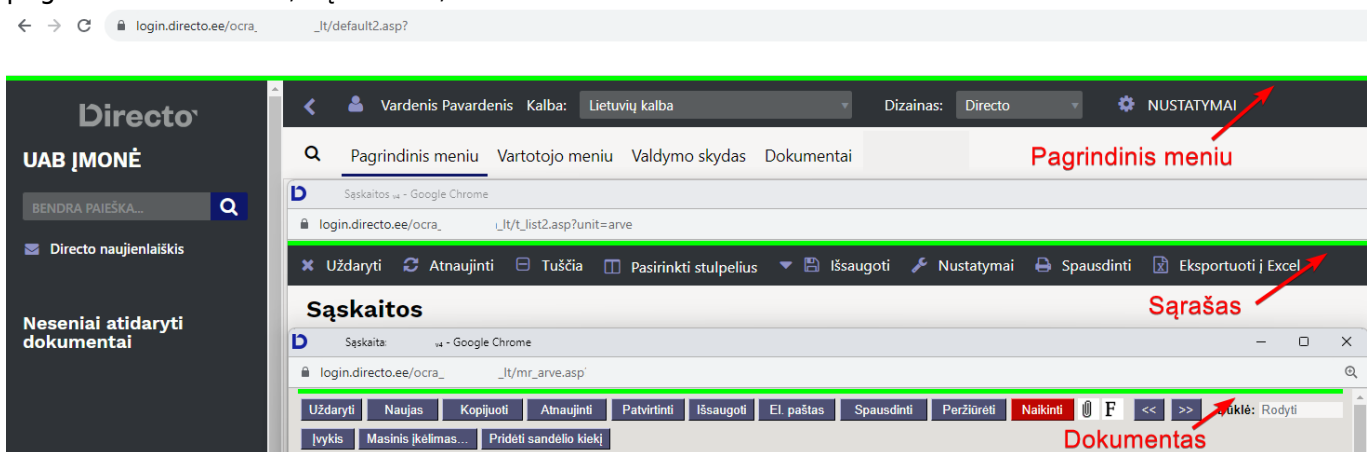 login.directo.ee/ocra_ _lt/default2.asp?
Directo
UAB ĮMONĖ
BENDRA PAIEŠKA...
Directo naujienlaiškis
Neseniai atidaryti
dokumentai
Vardenis Pavardenis Kalba: Lietuvių kalba Dizainas: Directo NUSTATYMAI
Pagrindinis meniu Vartotojo meniu Valdymo skydas Dokumentai
Pagrindinis meniu
Sąskaitos v4 - Google Chrome
login.directo.ee/ocra_ _lt/t_list2.asp?unit=arve
Uždaryti Atnaujinti Tuščia Pasirinkti stulpelius Išsaugoti Nustatymai Spausdinti Eksportuoti į Excel
Sąskaitos
Sąrašas
Sąskaita: v4 - Google Chrome
login.directo.ee/ocra_ _lt/mr_arve.asp
Uždaryti Naujas Kopijuoti Atnaujinti Patvirtinti Išsaugoti El. paštas Spausdinti Peržiūrėti Naikinti F << >> Rodyti
Įvykis Masinis įkėlimas... Pridėti sandėlio kiekį
Dokumentas